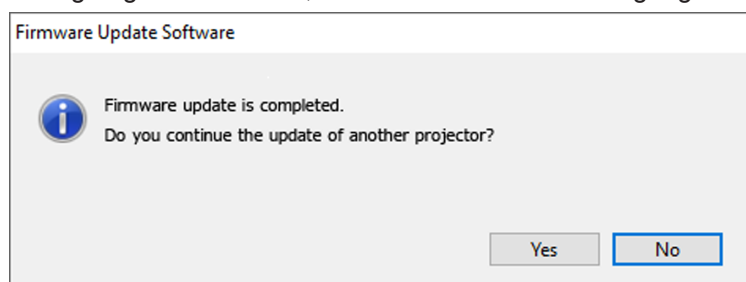 Firmware Update Software
Firmware update is completed.
Do you continue the update of another projector?
Yes
No